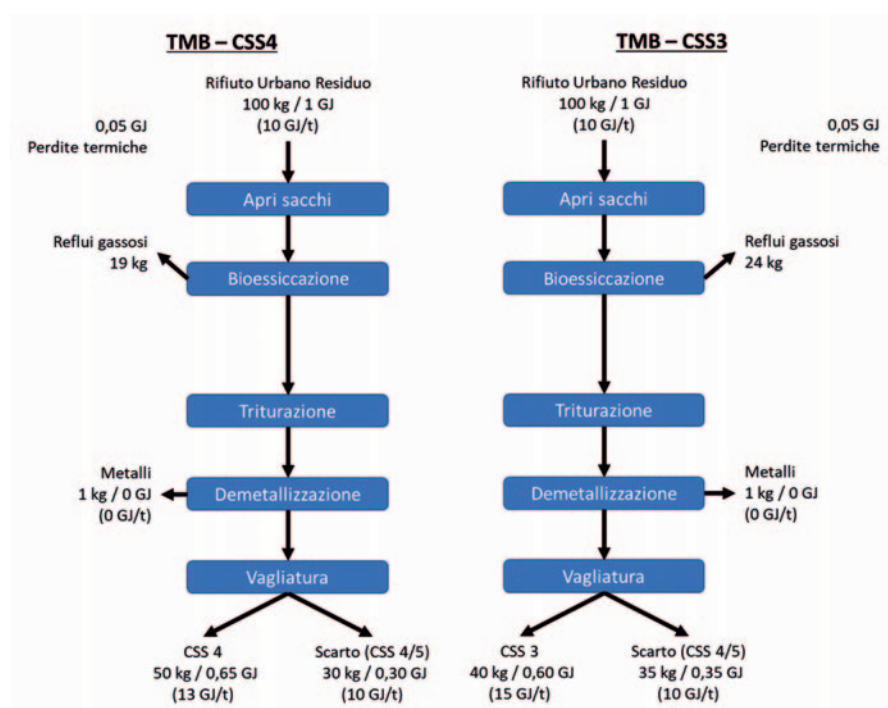 TMB – CSS4
Rifiuto Urbano Residuo
100 kg / 1 GJ
(10 GJ/t)
0,05 GJ
Perdite termiche
Apri sacchi
Reflui gassosi
19 kg
Bioessiccazione
Triturazione
Metalli
1 kg / 0 GJ
(0 GJ/t)
Demetallizzazione
Vagliatura
CSS 4
50 kg / 0,65 GJ
(13 GJ/t)
Scarto (CSS 4/5)
30 kg / 0,30 GJ
(10 GJ/t)
TMB – CSS3
Rifiuto Urbano Residuo
100 kg / 1 GJ
(10 GJ/t)
0,05 GJ
Perdite termiche
Apri sacchi
Reflui gassosi
24 kg
Bioessiccazione
Triturazione
Metalli
1 kg / 0 GJ
(0 GJ/t)
Demetallizzazione
Vagliatura
CSS 3
40 kg / 0,60 GJ
(15 GJ/t)
Scarto (CSS 4/5)
35 kg / 0,35 GJ
(10 GJ/t)